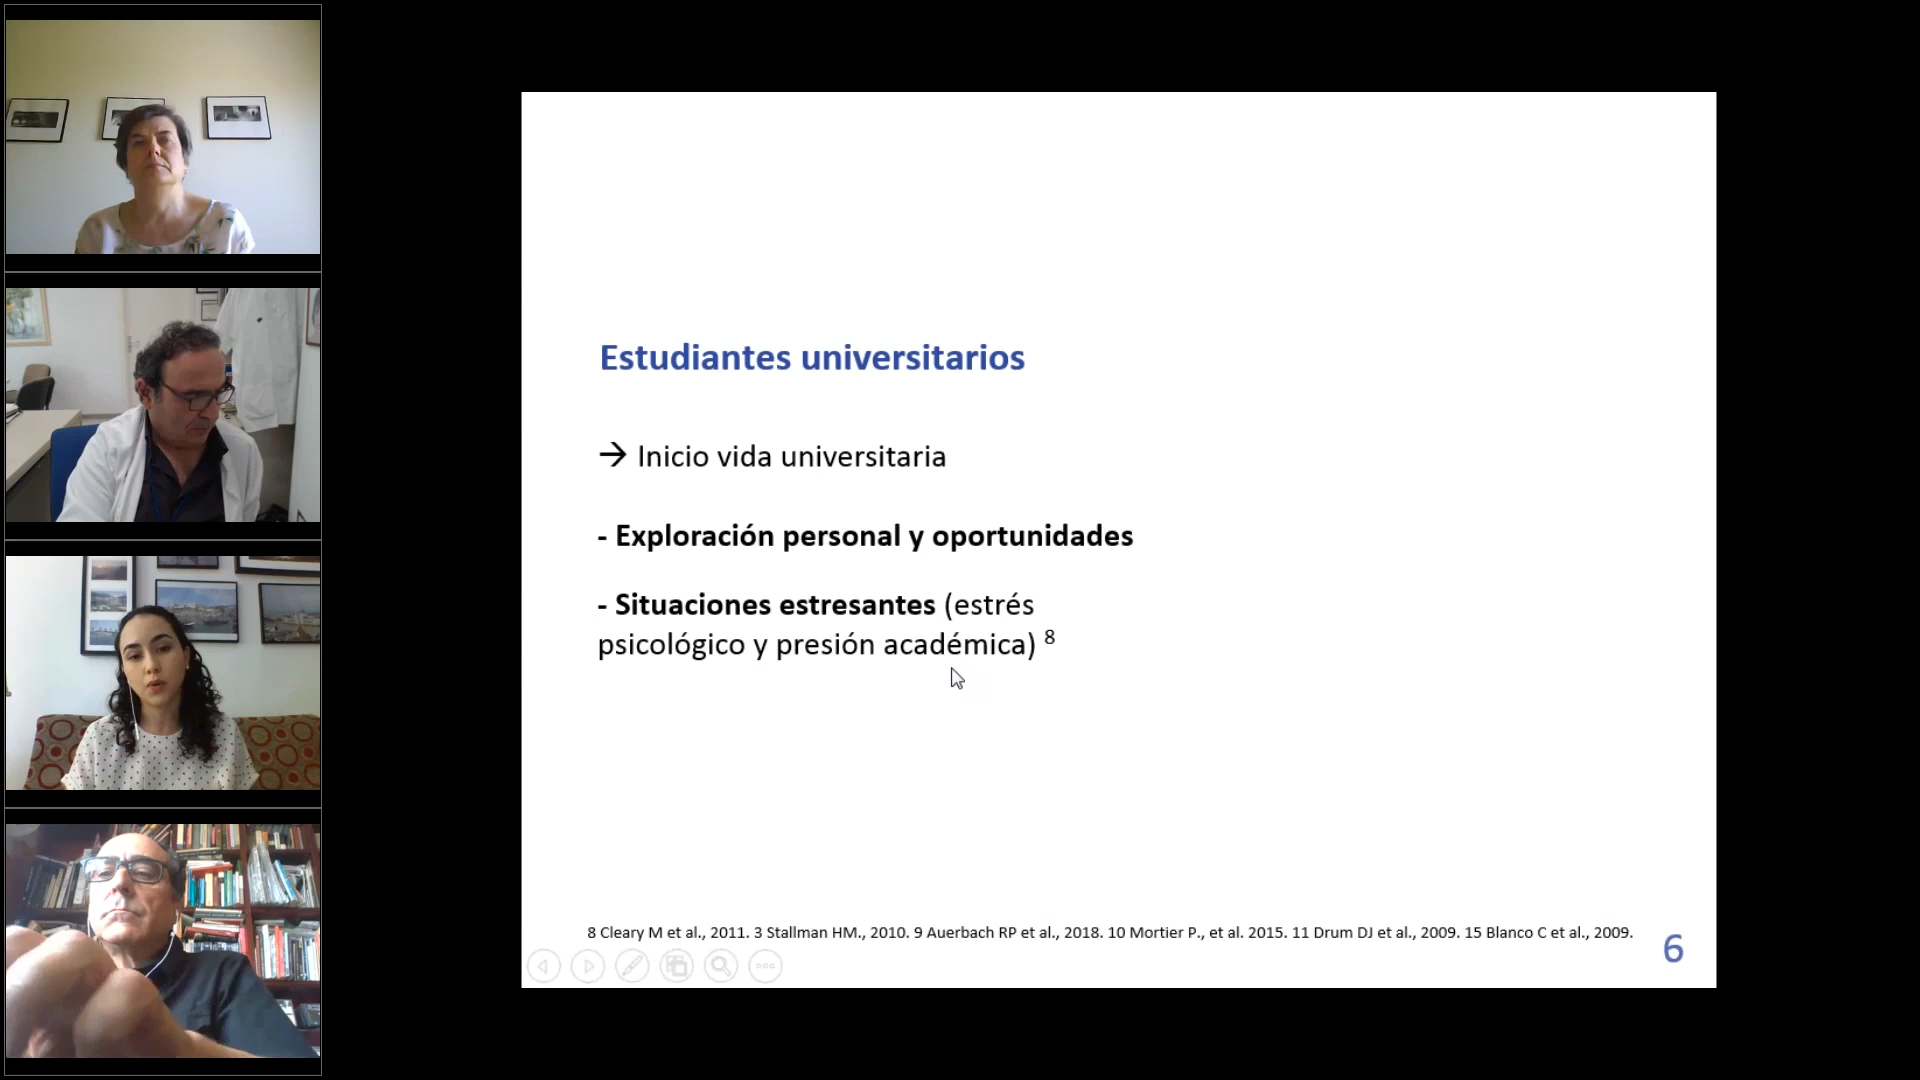 Estudiantes universitarios
→ Inicio vida universitaria
- Exploración personal y oportunidades
- Situaciones estresantes (estrés
psicológico y presión académica) 8
8 Cleary M et al., 2011. 3 Stallman HM., 2010. 9 Auerbach RP et al., 2018. 10 Mortier P., et al. 2015. 11 Drum DJ et al., 2009. 15 Blanco C et al., 2009.
6